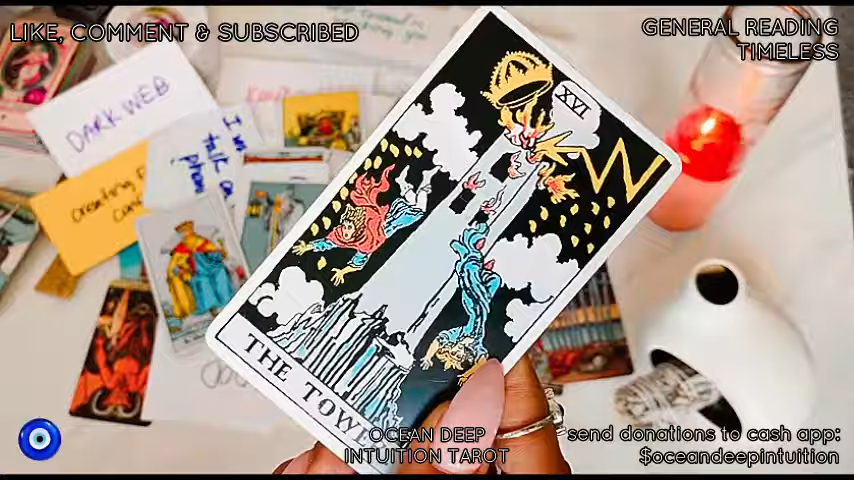 LIKE, COMMENT & SUBSCRIBED
GENERAL READING
TIMELESS
DARK WEB
creating
XVI
THE TOWE
OCEAN DEEP
INTUITION TAROT
send donations to cash app:
$oceandeepintuition